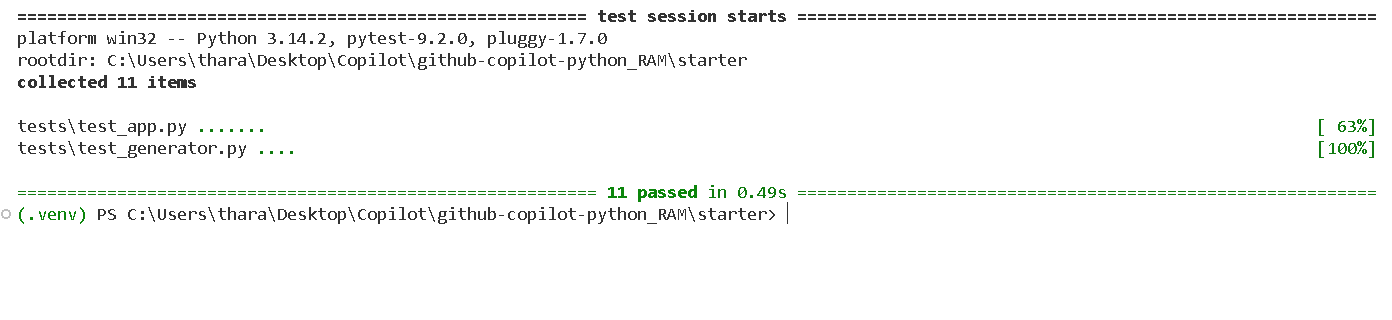 ======================================================= test session starts ========================================================
platform win32 -- Python 3.14.2, pytest-9.2.0, pluggy-1.7.0
rootdir: C:\Users\thara\Desktop\Copilot\github-copilot-python_RAM\starter
collected 11 items
tests\test_app.py ....... [ 63%]
tests\test_generator.py .... [100%]
======================================================== 11 passed in 0.49s ========================================================
(.venv) PS C:\Users\thara\Desktop\Copilot\github-copilot-python_RAM\starter>